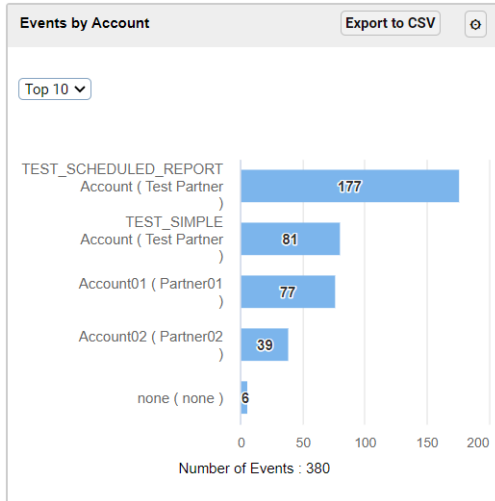 Events by Account
Export to CSV
Top 10
TEST_SCHEDULED_REPORT
Account ( Test Partner
)
177
TEST_SIMPLE
Account ( Test Partner
)
81
Account01 ( Partner01
)
77
Account02 ( Partner02
)
39
none ( none )
6
0 50 100 150 200
Number of Events : 380